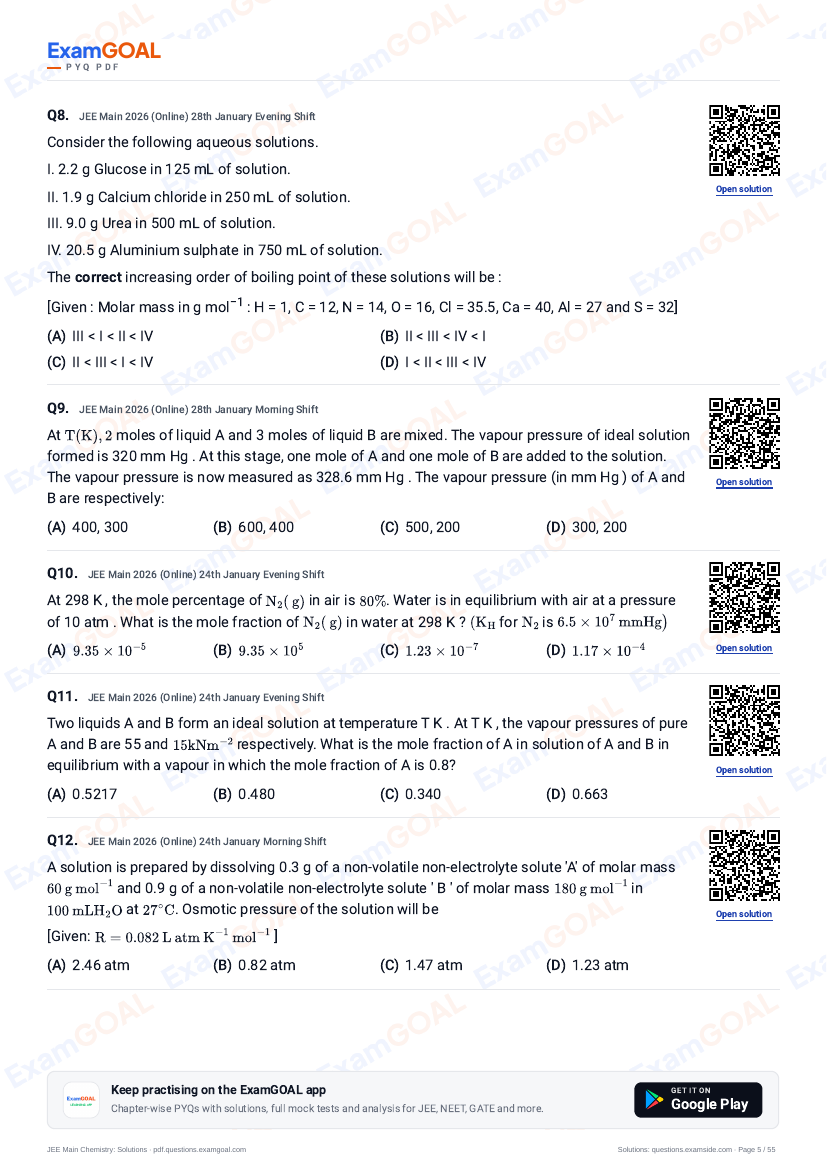 ExamGOAL
PYQ PDF
Q8. JEE Main 2026 (Online) 28th January Evening Shift
Consider the following aqueous solutions.
I. 2.2 g Glucose in 125 mL of solution.
II. 1.9 g Calcium chloride in 250 mL of solution.
III. 9.0 g Urea in 500 mL of solution.
IV. 20.5 g Aluminium sulphate in 750 mL of solution.
The correct increasing order of boiling point of these solutions will be :
[Given : Molar mass in g mol⁻¹ : H = 1, C = 12, N = 14, O = 16, Cl = 35.5, Ca = 40, Al = 27 and S = 32]
(A) III < I < II < IV (B) II < III < IV < I
(C) II < III < I < IV (D) I < II < III < IV
Open solution
Q9. JEE Main 2026 (Online) 28th January Morning Shift
At T(K), 2 moles of liquid A and 3 moles of liquid B are mixed. The vapour pressure of ideal solution
formed is 320 mm Hg . At this stage, one mole of A and one mole of B are added to the solution.
The vapour pressure is now measured as 328.6 mm Hg . The vapour pressure (in mm Hg ) of A and
B are respectively:
(A) 400, 300 (B) 600, 400 (C) 500, 200 (D) 300, 200
Open solution
Q10. JEE Main 2026 (Online) 24th January Evening Shift
At 298 K , the mole percentage of N₂( g) in air is 80%. Water is in equilibrium with air at a pressure
of 10 atm . What is the mole fraction of N₂( g) in water at 298 K ? (K_H for N₂ is 6.5 × 10⁷ mmHg)
(A) 9.35 × 10⁻⁵ (B) 9.35 × 10⁵ (C) 1.23 × 10⁻⁷ (D) 1.17 × 10⁻⁴
Open solution
Q11. JEE Main 2026 (Online) 24th January Evening Shift
Two liquids A and B form an ideal solution at temperature T K . At T K , the vapour pressures of pure
A and B are 55 and 15kNm⁻² respectively. What is the mole fraction of A in solution of A and B in
equilibrium with a vapour in which the mole fraction of A is 0.8?
(A) 0.5217 (B) 0.480 (C) 0.340 (D) 0.663
Open solution
Q12. JEE Main 2026 (Online) 24th January Morning Shift
A solution is prepared by dissolving 0.3 g of a non-volatile non-electrolyte solute 'A' of molar mass
60 g mol⁻¹ and 0.9 g of a non-volatile non-electrolyte solute ' B ' of molar mass 180 g mol⁻¹ in
100 mLH₂O at 27°C. Osmotic pressure of the solution will be
[Given: R = 0.082 L atm K⁻¹ mol⁻¹ ]
(A) 2.46 atm (B) 0.82 atm (C) 1.47 atm (D) 1.23 atm
Open solution
Keep practising on the ExamGOAL app
Chapter-wise PYQs with solutions, full mock tests and analysis for JEE, NEET, GATE and more.
GET IT ON
Google Play
JEE Main Chemistry: Solutions · pdf.questions.examgoal.com Solutions: questions.examside.com · Page 5 / 55